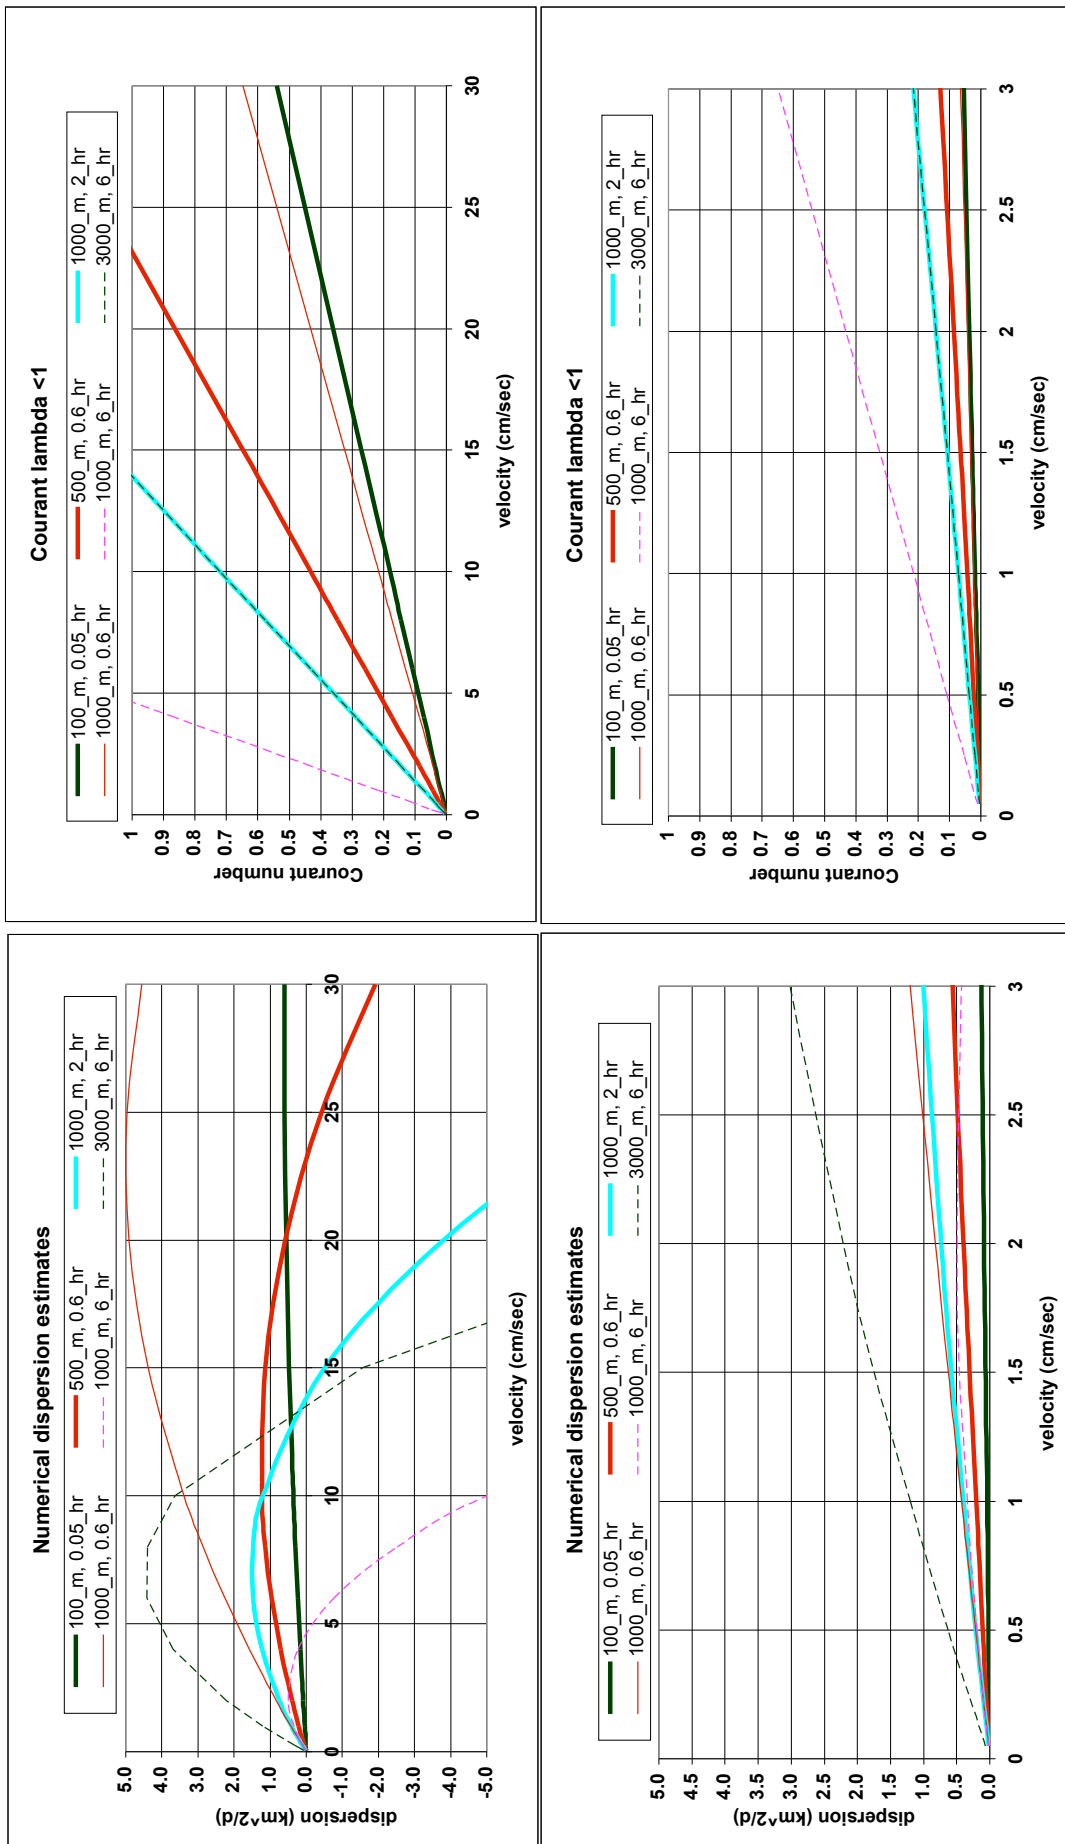 Numerical dispersion estimates
100_m, 0.05_hr 500_m, 0.6_hr 1000_m, 2_hr
1000_m, 0.6_hr 1000_m, 6_hr 3000_m, 6_hr
dispersion (km^2/d)
5.0
4.0
3.0
2.0
1.0
0.0
-1.0
-2.0
-3.0
-4.0
-5.0
0 5 10 15 20 25 30
velocity (cm/sec)
Courant lambda <1
100_m, 0.05_hr 500_m, 0.6_hr 1000_m, 2_hr
1000_m, 0.6_hr 1000_m, 6_hr 3000_m, 6_hr
Courant number
1
0.9
0.8
0.7
0.6
0.5
0.4
0.3
0.2
0.1
0
0 5 10 15 20 25 30
velocity (cm/sec)
Numerical dispersion estimates
100_m, 0.05_hr 500_m, 0.6_hr 1000_m, 2_hr
1000_m, 0.6_hr 1000_m, 6_hr 3000_m, 6_hr
dispersion (km^2/d)
5.0
4.5
4.0
3.5
3.0
2.5
2.0
1.5
1.0
0.5
0.0
0 0.5 1 1.5 2 2.5 3
velocity (cm/sec)
Courant lambda <1
100_m, 0.05_hr 500_m, 0.6_hr 1000_m, 2_hr
1000_m, 0.6_hr 1000_m, 6_hr 3000_m, 6_hr
Courant number
1
0.9
0.8
0.7
0.6
0.5
0.4
0.3
0.2
0.1
0
0 0.5 1 1.5 2 2.5 3
velocity (cm/sec)